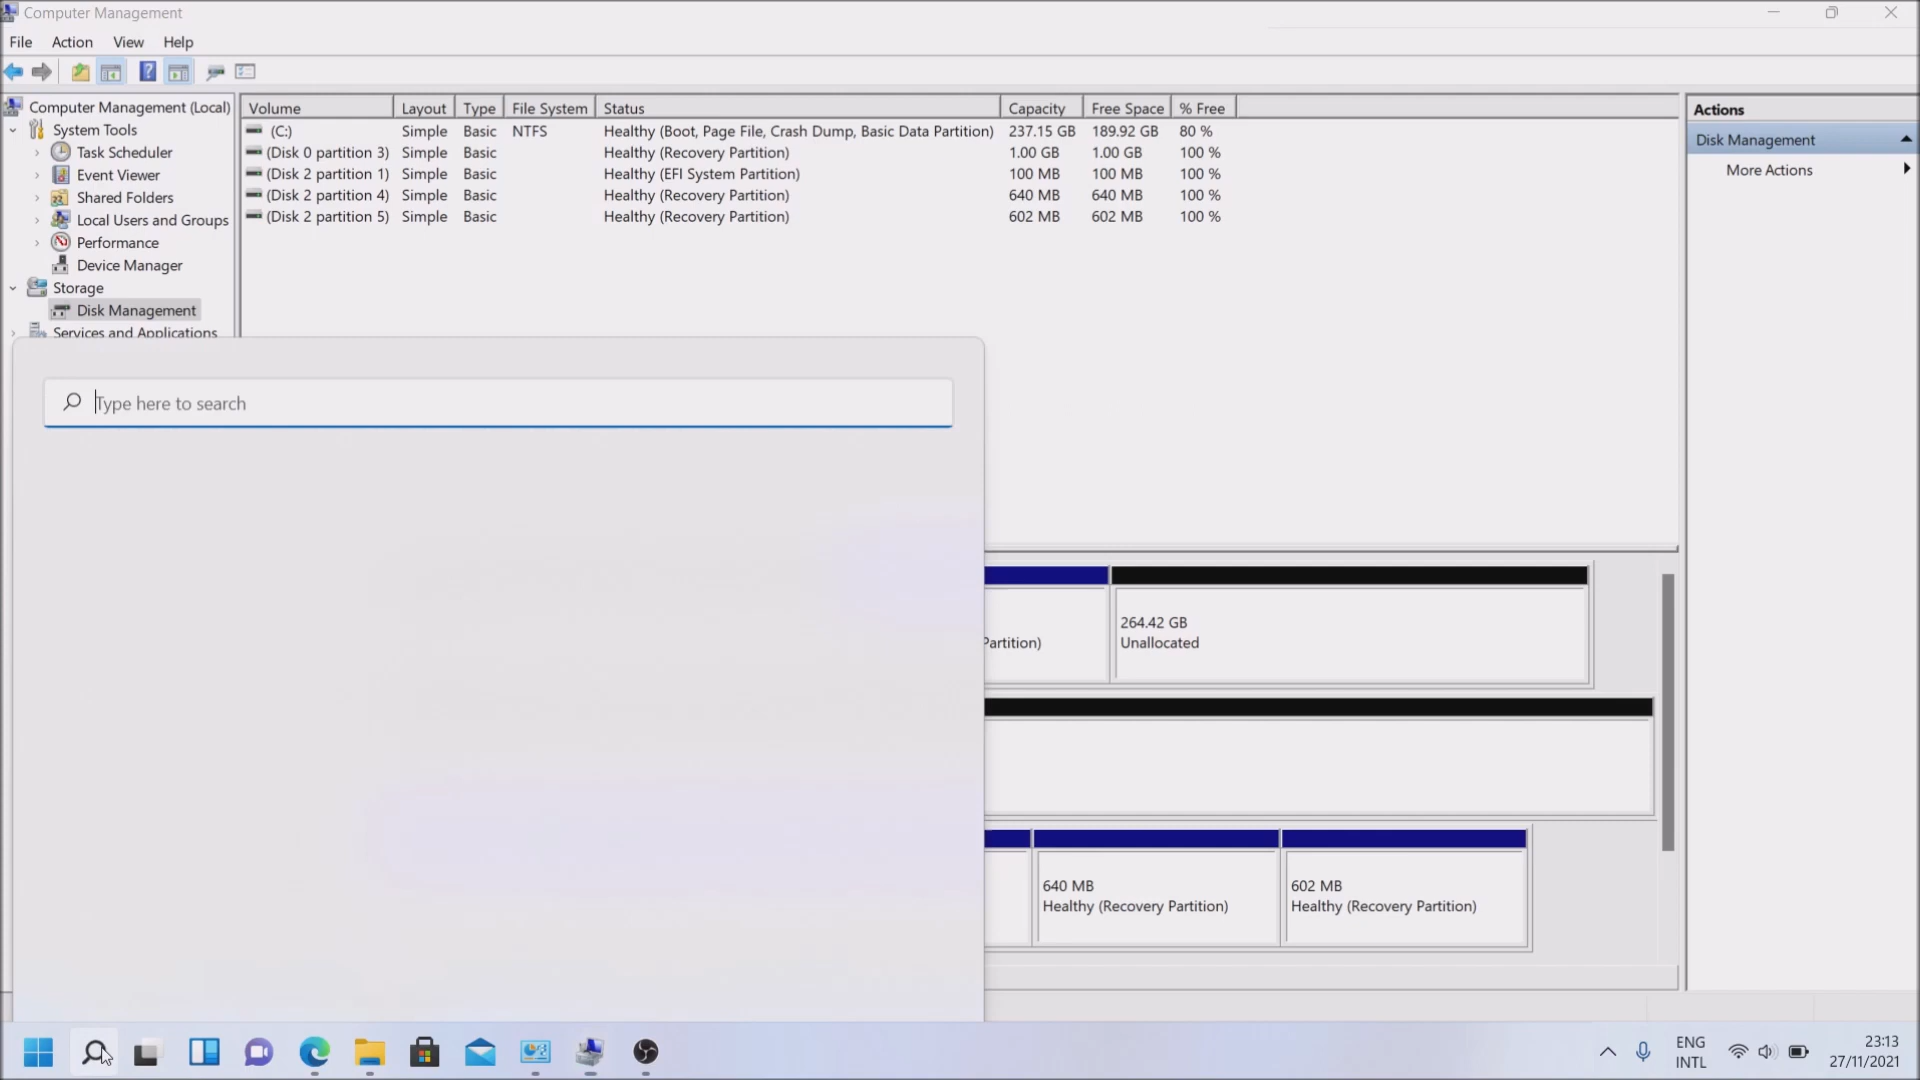 Computer Management
File Action View Help
Computer Management (Local)
System Tools
Task Scheduler
Event Viewer
Shared Folders
Local Users and Groups
Performance
Device Manager
Storage
Disk Management
Services and Applications
Volume Layout Type File System Status Capacity Free Space % Free
(C:) Simple Basic NTFS Healthy (Boot, Page File, Crash Dump, Basic Data Partition) 237.15 GB 189.92 GB 80 %
(Disk 0 partition 3) Simple Basic Healthy (Recovery Partition) 1.00 GB 1.00 GB 100 %
(Disk 2 partition 1) Simple Basic Healthy (EFI System Partition) 100 MB 100 MB 100 %
(Disk 2 partition 4) Simple Basic Healthy (Recovery Partition) 640 MB 640 MB 100 %
(Disk 2 partition 5) Simple Basic Healthy (Recovery Partition) 602 MB 602 MB 100 %
Actions
Disk Management
More Actions
Type here to search
Partition)
264.42 GB
Unallocated
640 MB
Healthy (Recovery Partition)
602 MB
Healthy (Recovery Partition)
ENG
INTL
23:13
27/11/2021